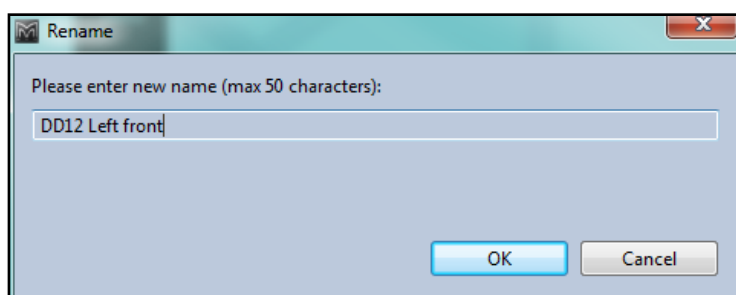 Rename
Please enter new name (max 50 characters):
DD12 Left front
OK Cancel